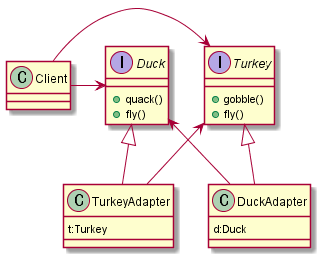 C Client
I Duck
quack()
fly()
I Turkey
gobble()
fly()
C TurkeyAdapter
t:Turkey
C DuckAdapter
d:Duck